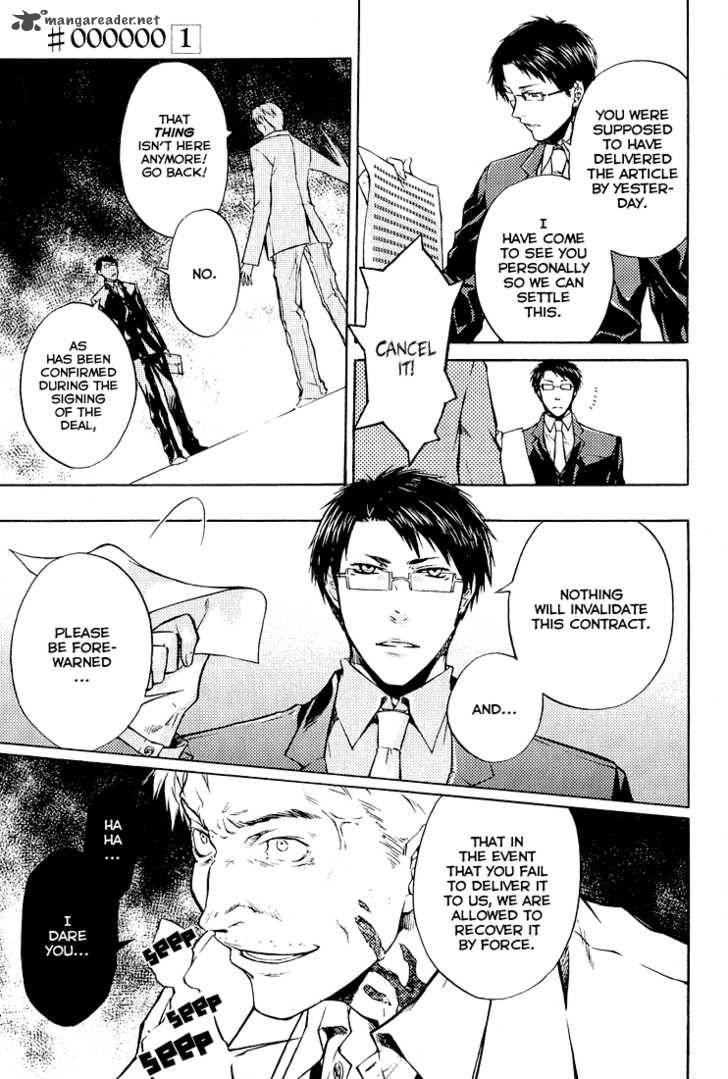 mangareader.net
#000000 1
YOU WERE
SUPPOSED
TO HAVE
DELIVERED
THE ARTICLE
BY YESTER-
DAY.
I
HAVE COME
TO SEE YOU
PERSONALLY
SO WE CAN
SETTLE
THIS.
CANCEL
IT!
THAT
THING
ISN'T HERE
ANYMORE!
GO BACK!
NO.
AS
HAS BEEN
CONFIRMED
DURING THE
SIGNING
OF THE
DEAL,
NOTHING
WILL INVALIDATE
THIS CONTRACT.
AND...
PLEASE
BE FORE-
WARNED
...
THAT IN
THE EVENT
THAT YOU FAIL
TO DELIVER IT
TO US, WE ARE
ALLOWED TO
RECOVER IT
BY FORCE.
HA
HA
...
I
DARE
YOU...
SEEP
SEEP
SEEP
SEEP